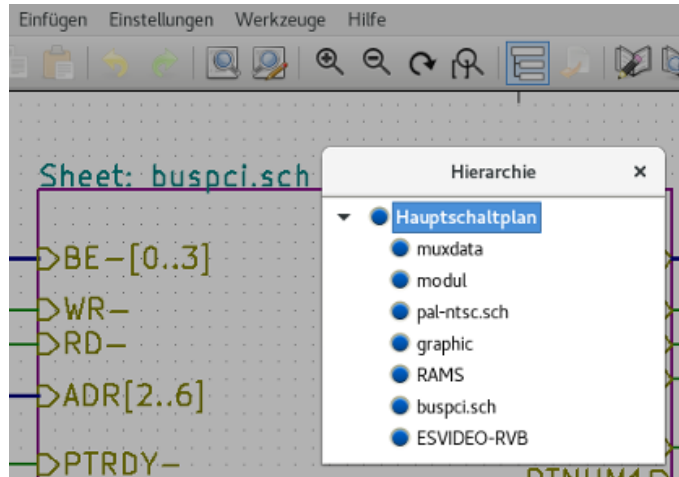 Einfügen Einstellungen Werkzeuge Hilfe
Sheet: buspci.sch
Hierarchie
Hauptschaltplan
muxdata
modul
pal-ntsc.sch
graphic
RAMS
buspci.sch
ESVIDEO-RVB
BE-[0..3]
WR-
RD-
ADR[2..6]
PTRDY-